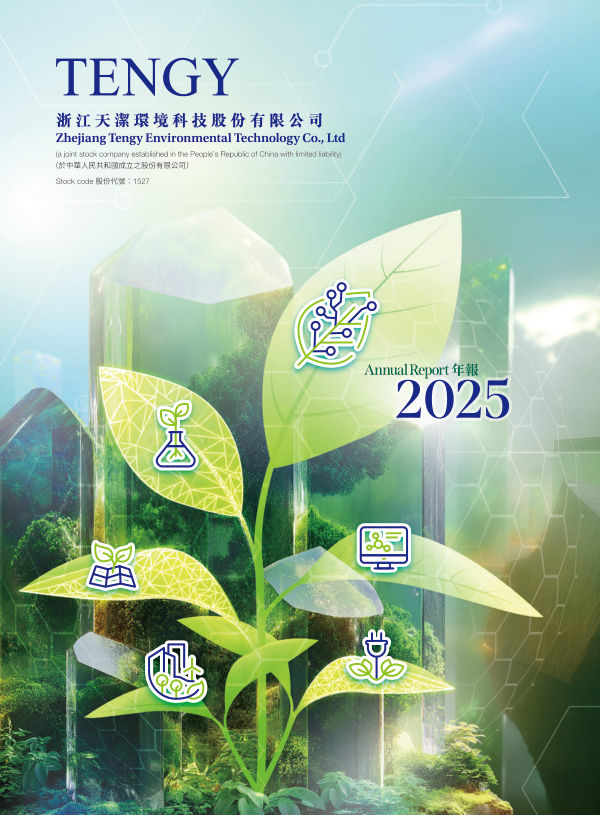 TENGY
浙江天潔環境科技股份有限公司
Zhejiang Tengy Environmental Technology Co., Ltd
(a joint stock company established in the People's Republic of China with limited liability)
(於中華人民共和國成立之股份有限公司)
Stock code 股份代號：1527
Annual Report 年報
2025